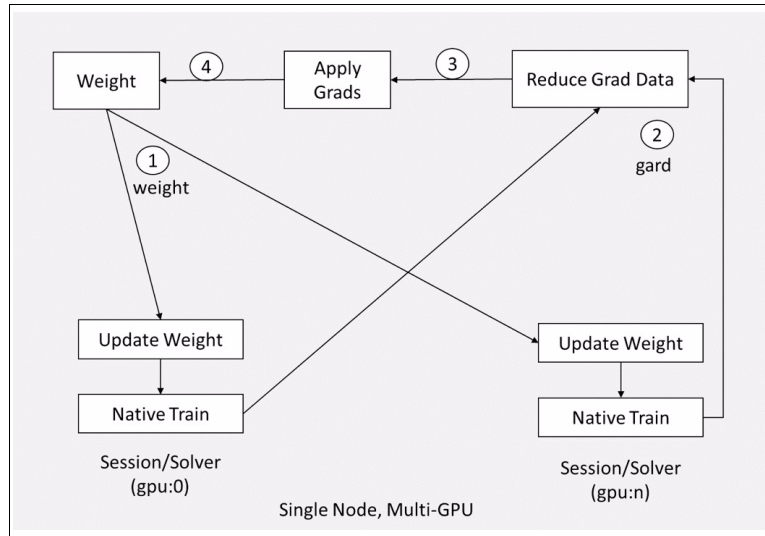 4
3
Weight
Apply
Grads
Reduce Grad Data
1
weight
2
gard
Update Weight
Native Train
Session/Solver
(gpu:0)
Update Weight
Native Train
Session/Solver
(gpu:n)
Single Node, Multi-GPU